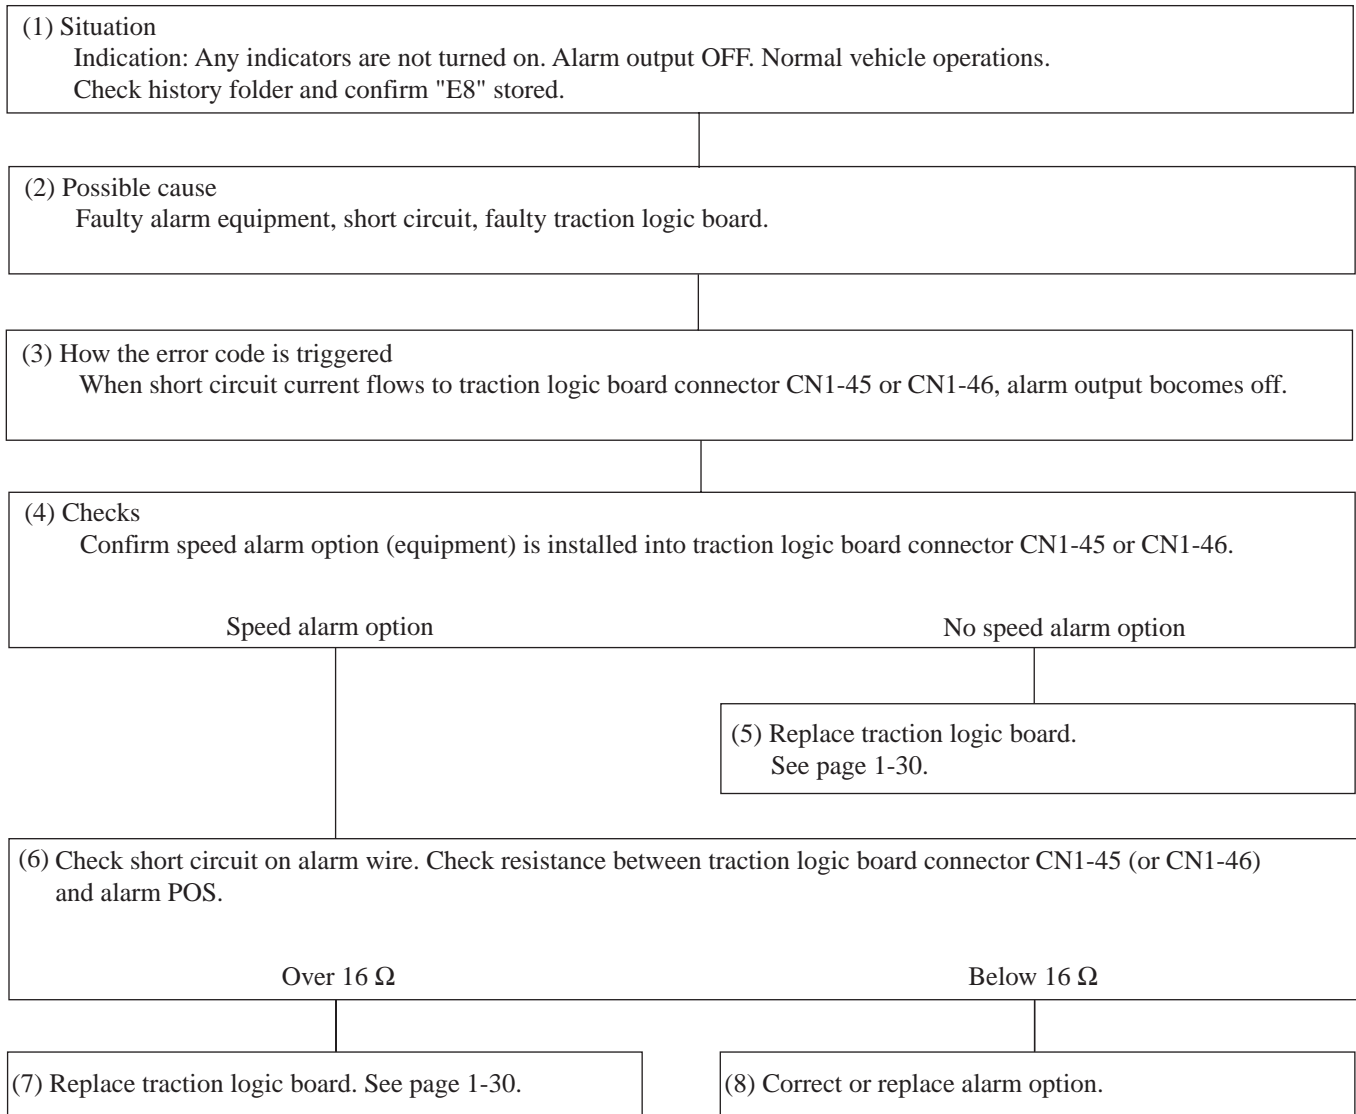 (1) Situation
Indication: Any indicators are not turned on. Alarm output OFF. Normal vehicle operations.
Check history folder and confirm "E8" stored.
(2) Possible cause
Faulty alarm equipment, short circuit, faulty traction logic board.
(3) How the error code is triggered
When short circuit current flows to traction logic board connector CN1-45 or CN1-46, alarm output bocomes off.
(4) Checks
Confirm speed alarm option (equipment) is installed into traction logic board connector CN1-45 or CN1-46.
Speed alarm option
No speed alarm option
(5) Replace traction logic board.
See page 1-30.
(6) Check short circuit on alarm wire. Check resistance between traction logic board connector CN1-45 (or CN1-46)
and alarm POS.
Over 16 Ω
Below 16 Ω
(7) Replace traction logic board. See page 1-30.
(8) Correct or replace alarm option.